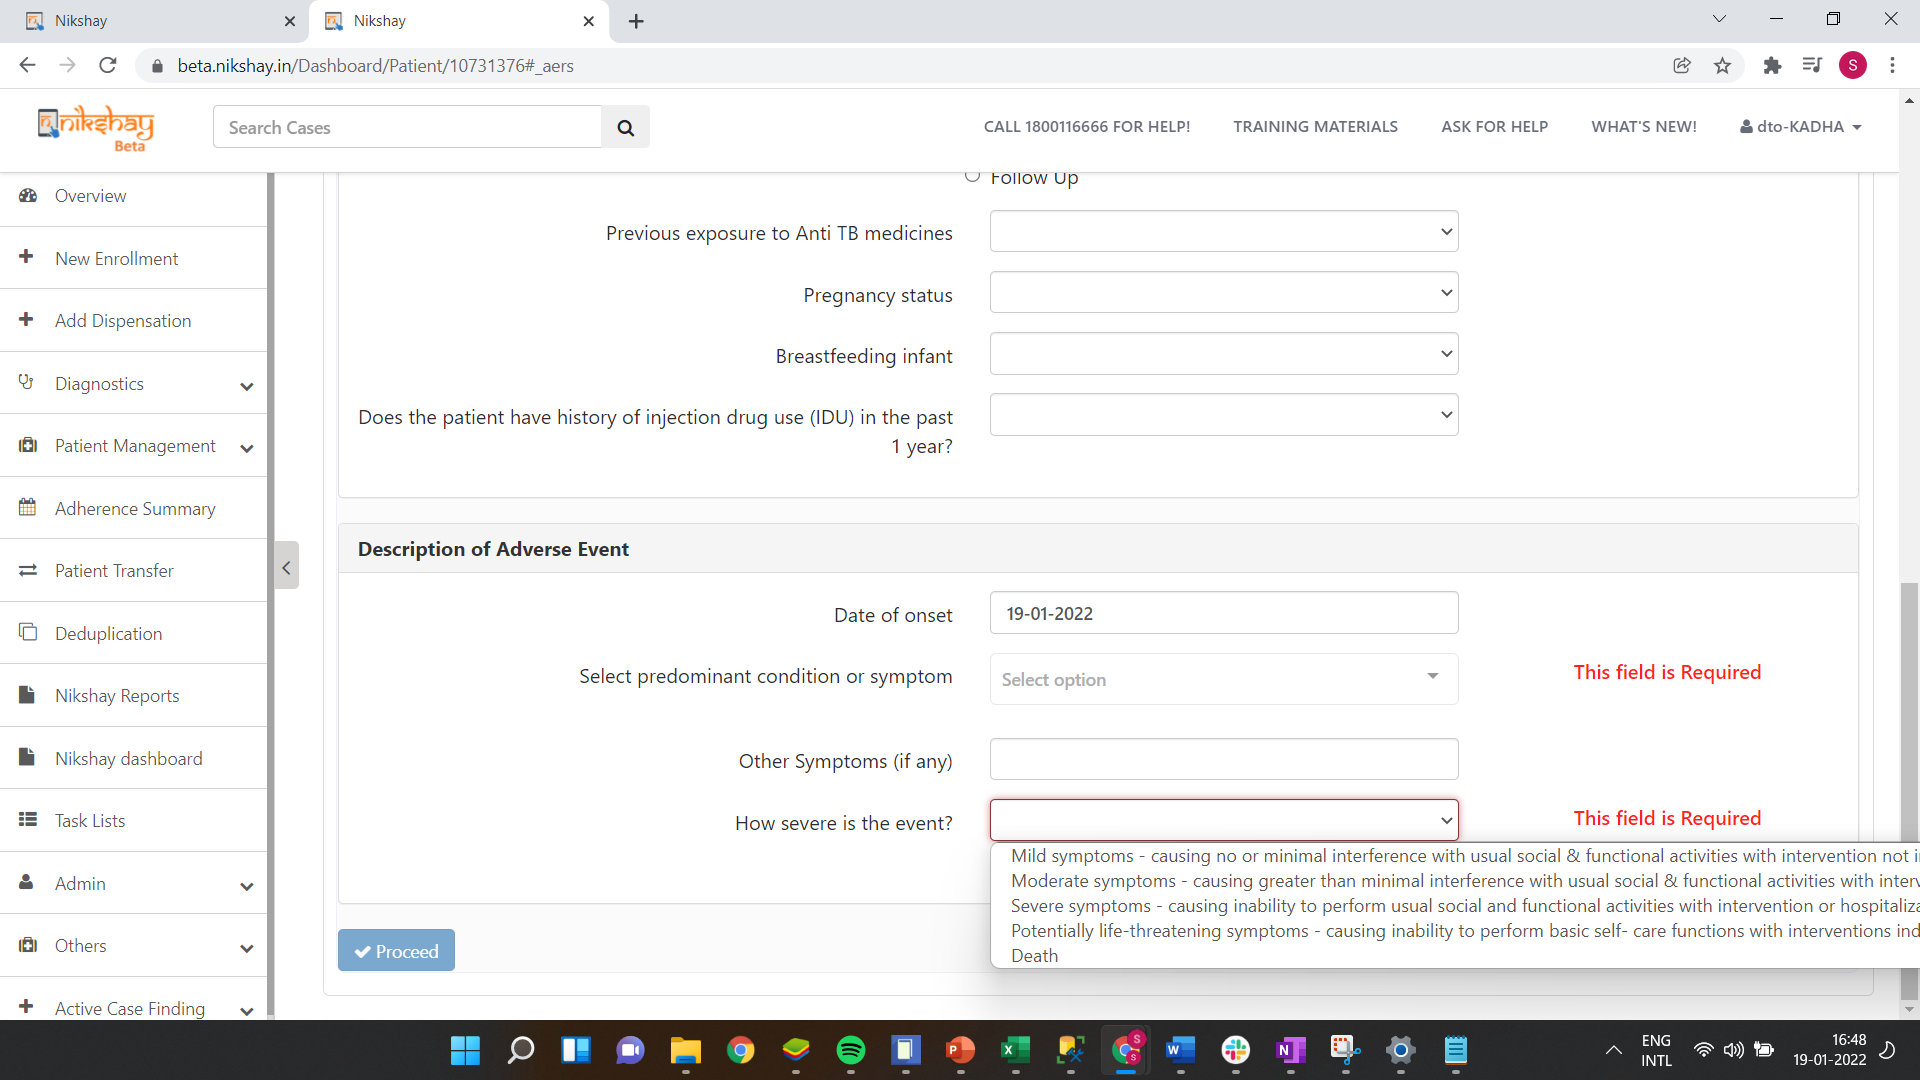 Nikshay
Nikshay
beta.nikshay.in/Dashboard/Patient/10731376#_aers
S
nikshay
Beta
Search Cases
CALL 1800116666 FOR HELP!
TRAINING MATERIALS
ASK FOR HELP
WHAT'S NEW!
dto-KADHA
Overview
New Enrollment
Add Dispensation
Diagnostics
Patient Management
Adherence Summary
Patient Transfer
Deduplication
Nikshay Reports
Nikshay dashboard
Task Lists
Admin
Others
Active Case Finding
Follow Up
Previous exposure to Anti TB medicines
Pregnancy status
Breastfeeding infant
Does the patient have history of injection drug use (IDU) in the past
1 year?
Description of Adverse Event
Date of onset
19-01-2022
Select predominant condition or symptom
Select option
This field is Required
Other Symptoms (if any)
How severe is the event?
This field is Required
Mild symptoms - causing no or minimal interference with usual social & functional activities with intervention not
Moderate symptoms - causing greater than minimal interference with usual social & functional activities with
Severe symptoms - causing inability to perform usual social and functional activities with intervention or
Potentially life-threatening symptoms - causing inability to perform basic self- care functions with interventions
Death
Proceed
ENG
INTL
16:48
19-01-2022